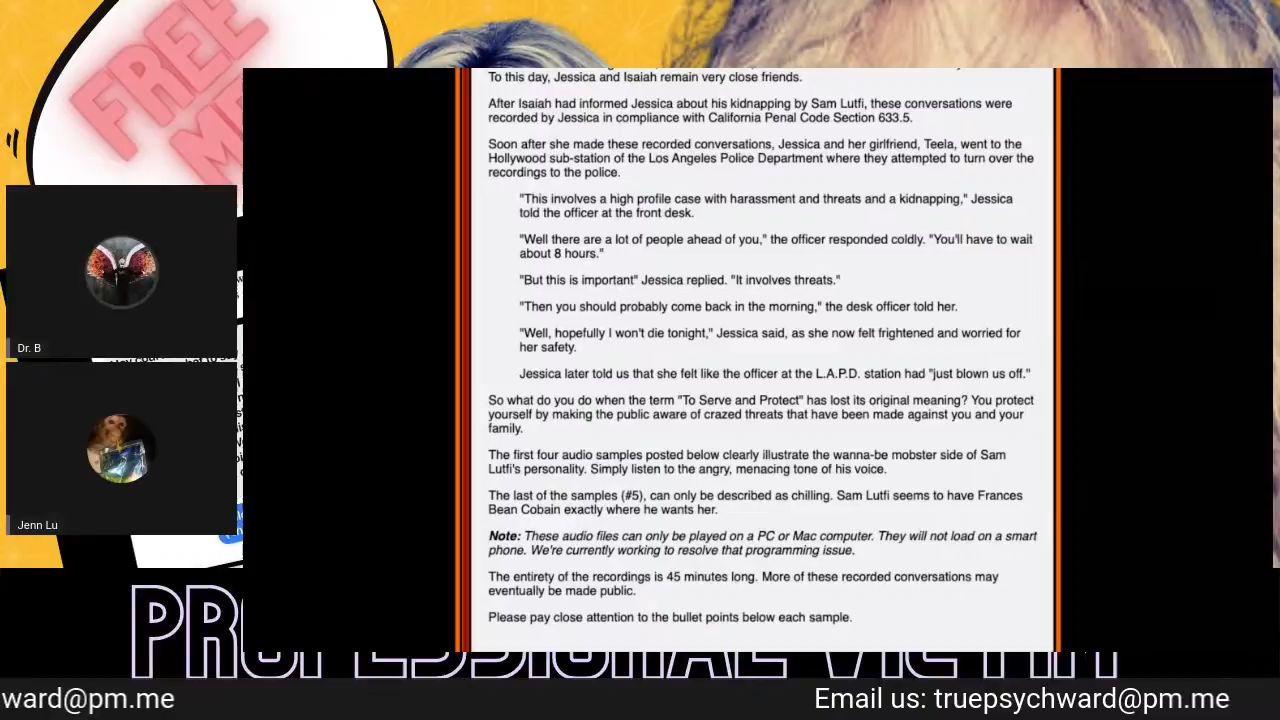 FREE
ME
To this day, Jessica and Isaiah remain very close friends.
After Isaiah had informed Jessica about his kidnapping by Sam Lutfi, these conversations were
recorded by Jessica in compliance with California Penal Code Section 633.5.
Soon after she made these recorded conversations, Jessica and her girlfriend, Teela, went to the
Hollywood sub-station of the Los Angeles Police Department where they attempted to turn over the
recordings to the police.
"This involves a high profile case with harassment and threats and a kidnapping," Jessica
told the officer at the front desk.
"Well there are a lot of people ahead of you," the officer responded coldly. "You'll have to wait
about 8 hours."
"But this is important" Jessica replied. "It involves threats."
"Then you should probably come back in the morning," the desk officer told her.
"Well, hopefully I won't die tonight," Jessica said, as she now felt frightened and worried for
her safety.
Jessica later told us that she felt like the officer at the L.A.P.D. station had "just blown us off."
So what do you do when the term "To Serve and Protect" has lost its original meaning? You protect
yourself by making the public aware of crazed threats that have been made against you and your
family.
The first four audio samples posted below clearly illustrate the wanna-be mobster side of Sam
Lutfi's personality. Simply listen to the angry, menacing tone of his voice.
The last of the samples (#5), can only be described as chilling. Sam Lutfi seems to have Frances
Bean Cobain exactly where he wants her.
Note: These audio files can only be played on a PC or Mac computer. They will not load on a smart
phone. We're currently working to resolve that programming issue.
The entirety of the recordings is 45 minutes long. More of these recorded conversations may
eventually be made public.
Please pay close attention to the bullet points below each sample.
Dr. B
Jenn Lu
PROFESSIONAL VICTIM
ward@pm.me
Email us: truepsychward@pm.me